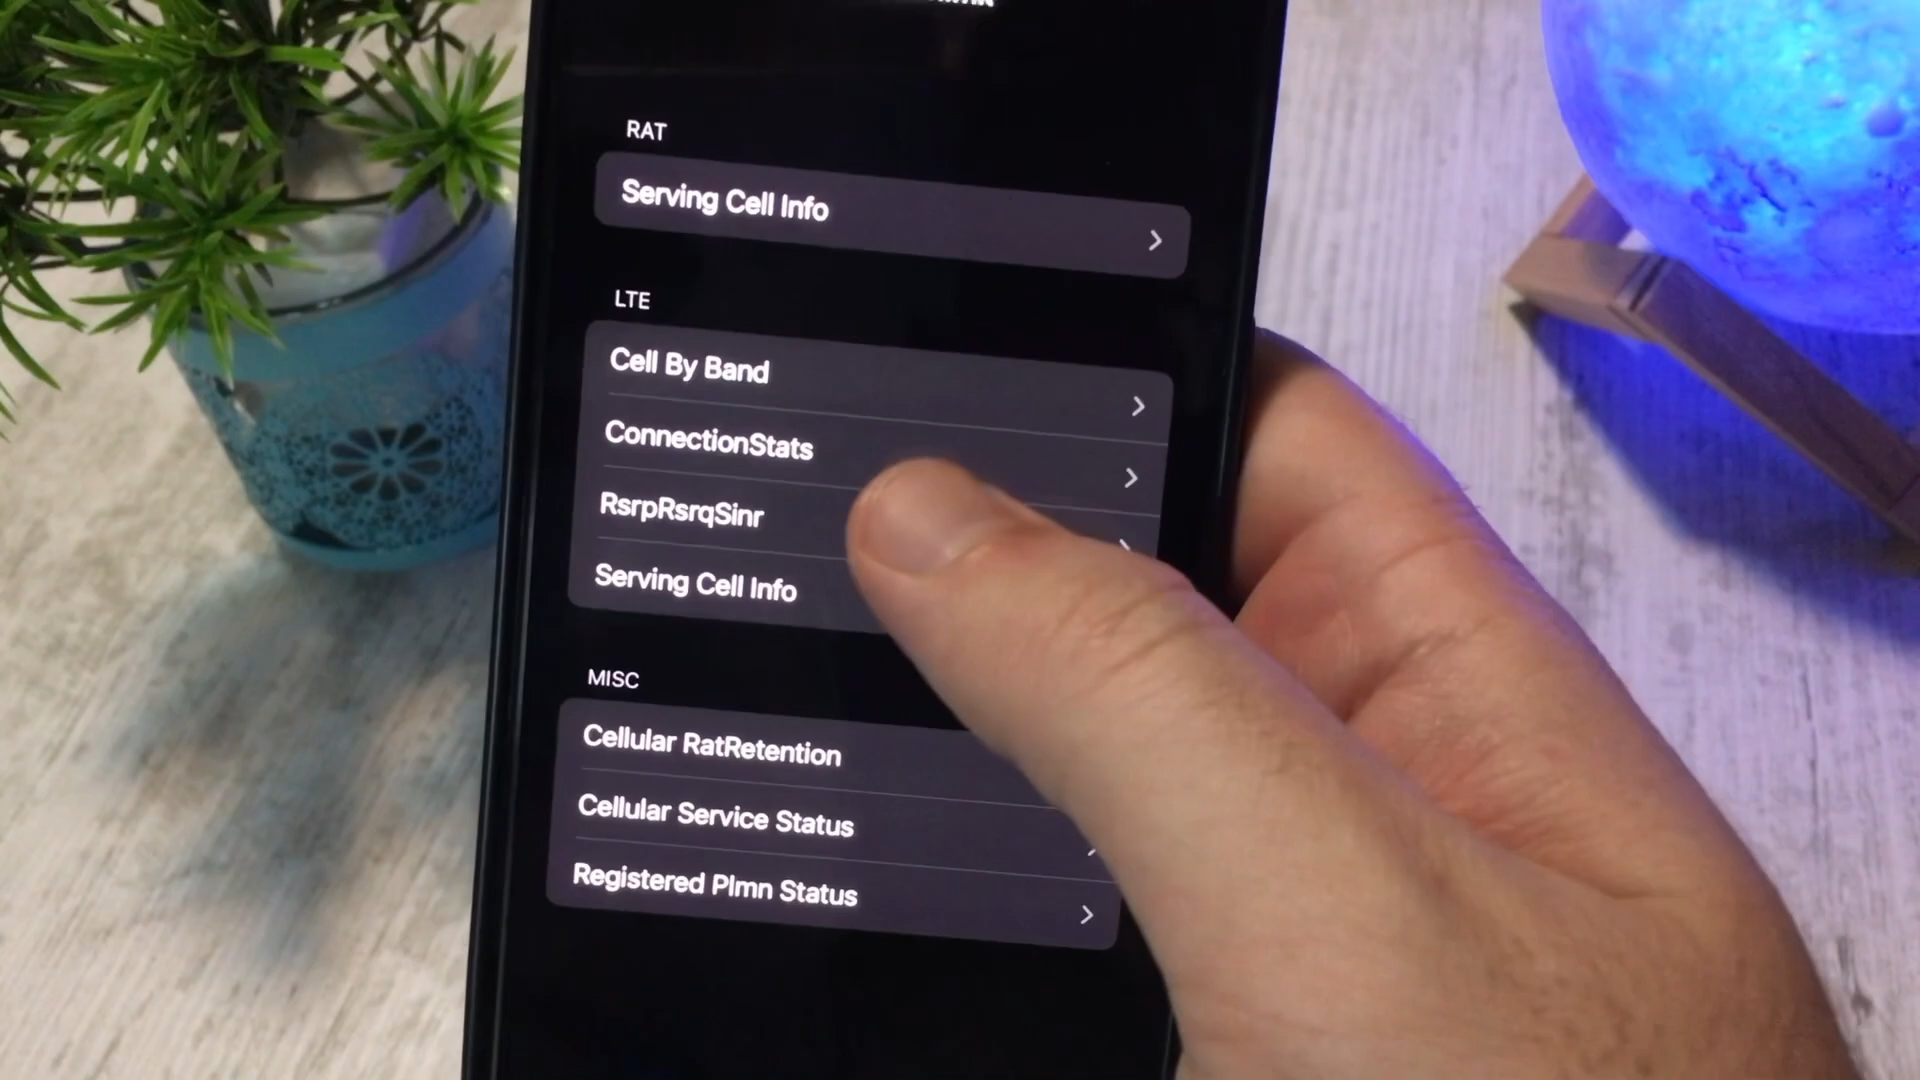 RAT
Serving Cell Info
LTE
Cell By Band
ConnectionStats
RsrpRsrqSinr
Serving Cell Info
MISC
Cellular RatRetention
Cellular Service Status
Registered Plmn Status